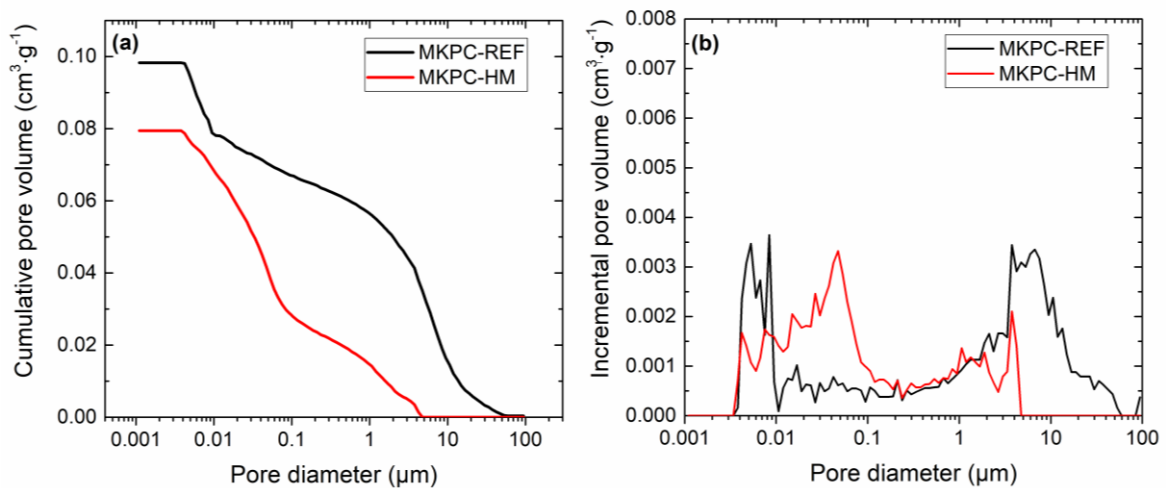 (a)
MKPC-REF
MKPC-HM
Cumulative pore volume (cm³·g⁻¹)
0.10
0.08
0.06
0.04
0.02
0.00
0.001 0.01 0.1 1 10 100
Pore diameter (µm)
(b)
MKPC-REF
MKPC-HM
Incremental pore volume (cm³·g⁻¹)
0.008
0.007
0.006
0.005
0.004
0.003
0.002
0.001
0.000
0.001 0.01 0.1 1 10 100
Pore diameter (µm)